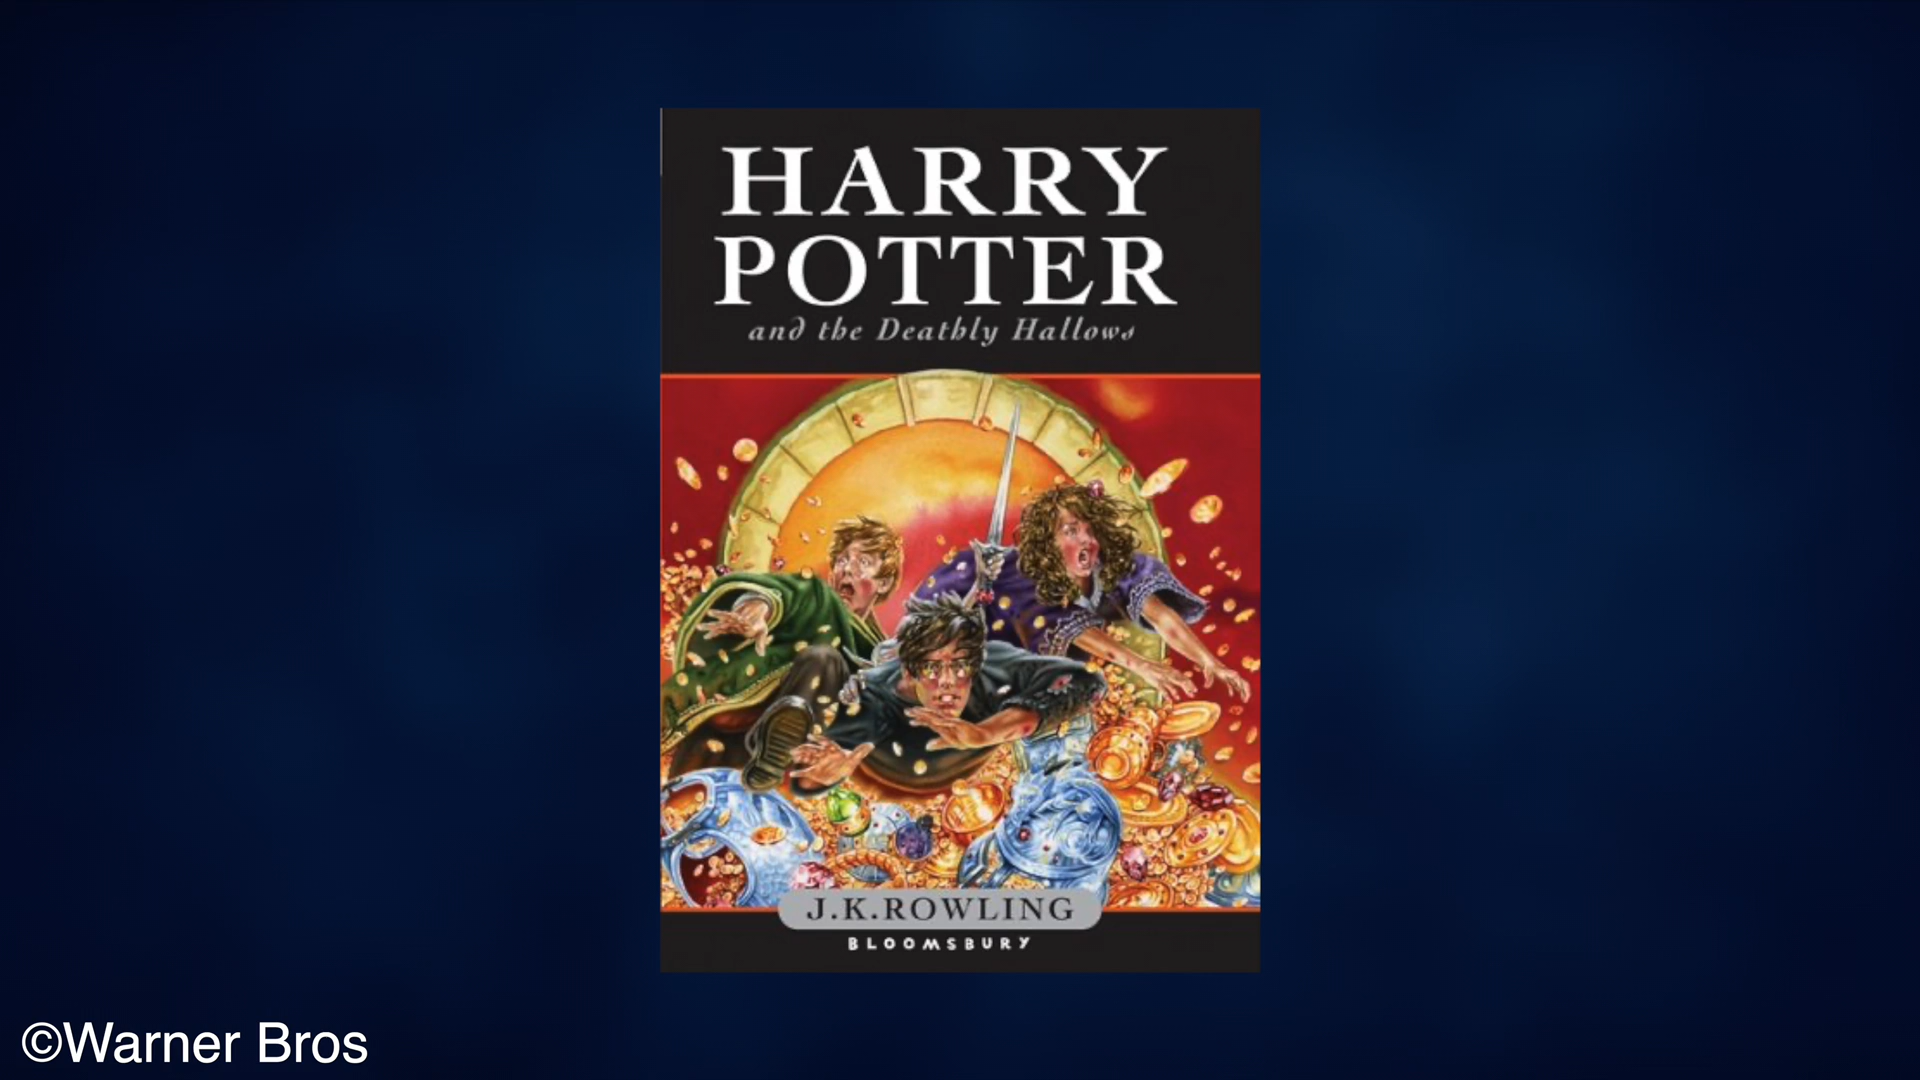 HARRY
POTTER
and the Deathly Hallows
J.K.ROWLING
BLOOMSBURY
©Warner Bros